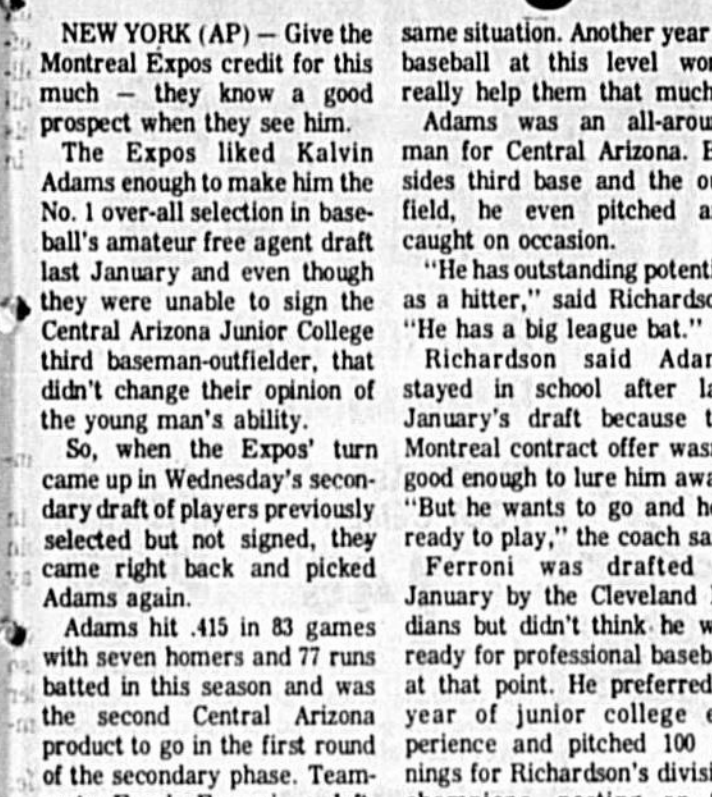 NEW YORK (AP) — Give the
Montreal Expos credit for this
much — they know a good
prospect when they see him.
The Expos liked Kalvin
Adams enough to make him the
No. 1 over-all selection in base-
ball's amateur free agent draft
last January and even though
they were unable to sign the
Central Arizona Junior College
third baseman-outfielder, that
didn't change their opinion of
the young man's ability.
So, when the Expos' turn
came up in Wednesday's secon-
dary draft of players previously
selected but not signed, they
came right back and picked
Adams again.
Adams hit .415 in 83 games
with seven homers and 77 runs
batted in this season and was
the second Central Arizona
product to go in the first round
of the secondary phase. Team-
same situation. Another year
baseball at this level
really help them that much
Adams was an
man for Central Arizona.
sides third base and the
field, he even pitched
caught on occasion.
"He has outstanding
as a hitter," said
"He has a big league bat."
Richardson said
stayed in school after
January's draft because
Montreal contract offer
good enough to lure him
"But he wants to go and
ready to play," the coach
Ferroni was drafted
January by the Cleveland
dians but didn't think he
ready for professional
at that point. He preferred
year of junior college
perience and pitched 100
nings for Richardson's